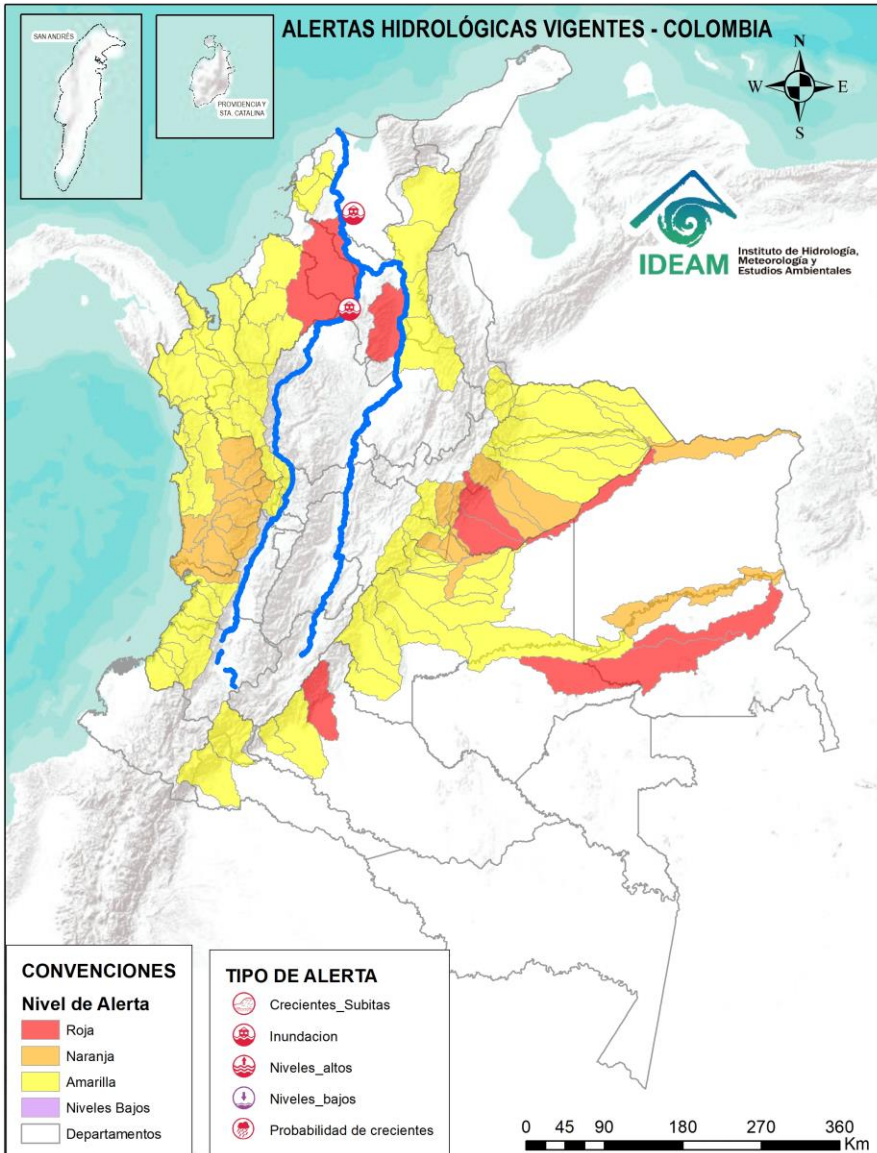 SAN ANDRÉS
PROVIDENCIA Y
STA. CATALINA
ALERTAS HIDROLÓGICAS VIGENTES - COLOMBIA
N
W
E
S
IDEAM
Instituto de Hidrología,
Meteorología y
Estudios Ambientales
CONVENCIONES
Nivel de Alerta
Roja
Naranja
Amarilla
Niveles Bajos
Departamentos
TIPO DE ALERTA
Crecientes_Subitas
Inundacion
Niveles_altos
Niveles_bajos
Probabilidad de crecientes
0 45 90 180 270 360
Km